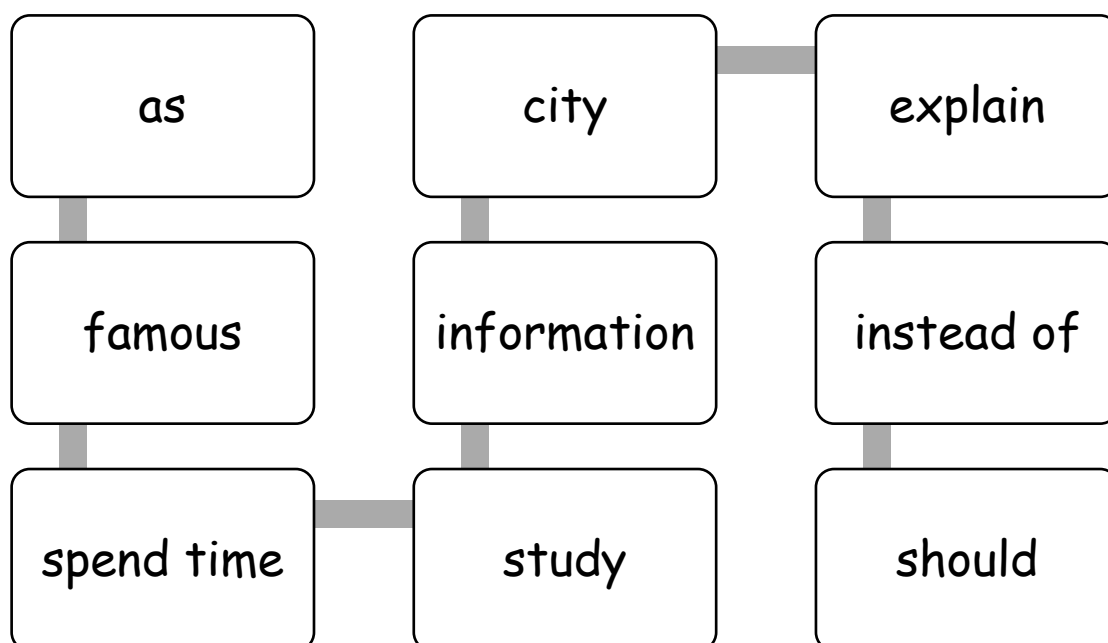 as
famous
spend time
study
information
city
explain
instead of
should